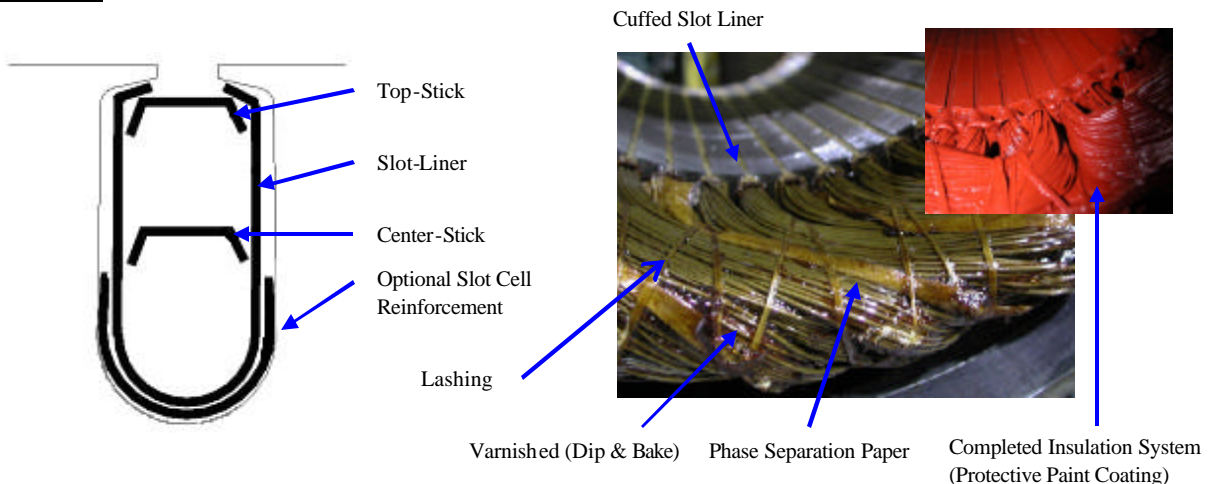 Cuffed Slot Liner
Top-Stick
Slot-Liner
Center-Stick
Optional Slot Cell
Reinforcement
Lashing
Varnished (Dip & Bake)
Phase Separation Paper
Completed Insulation System
(Protective Paint Coating)